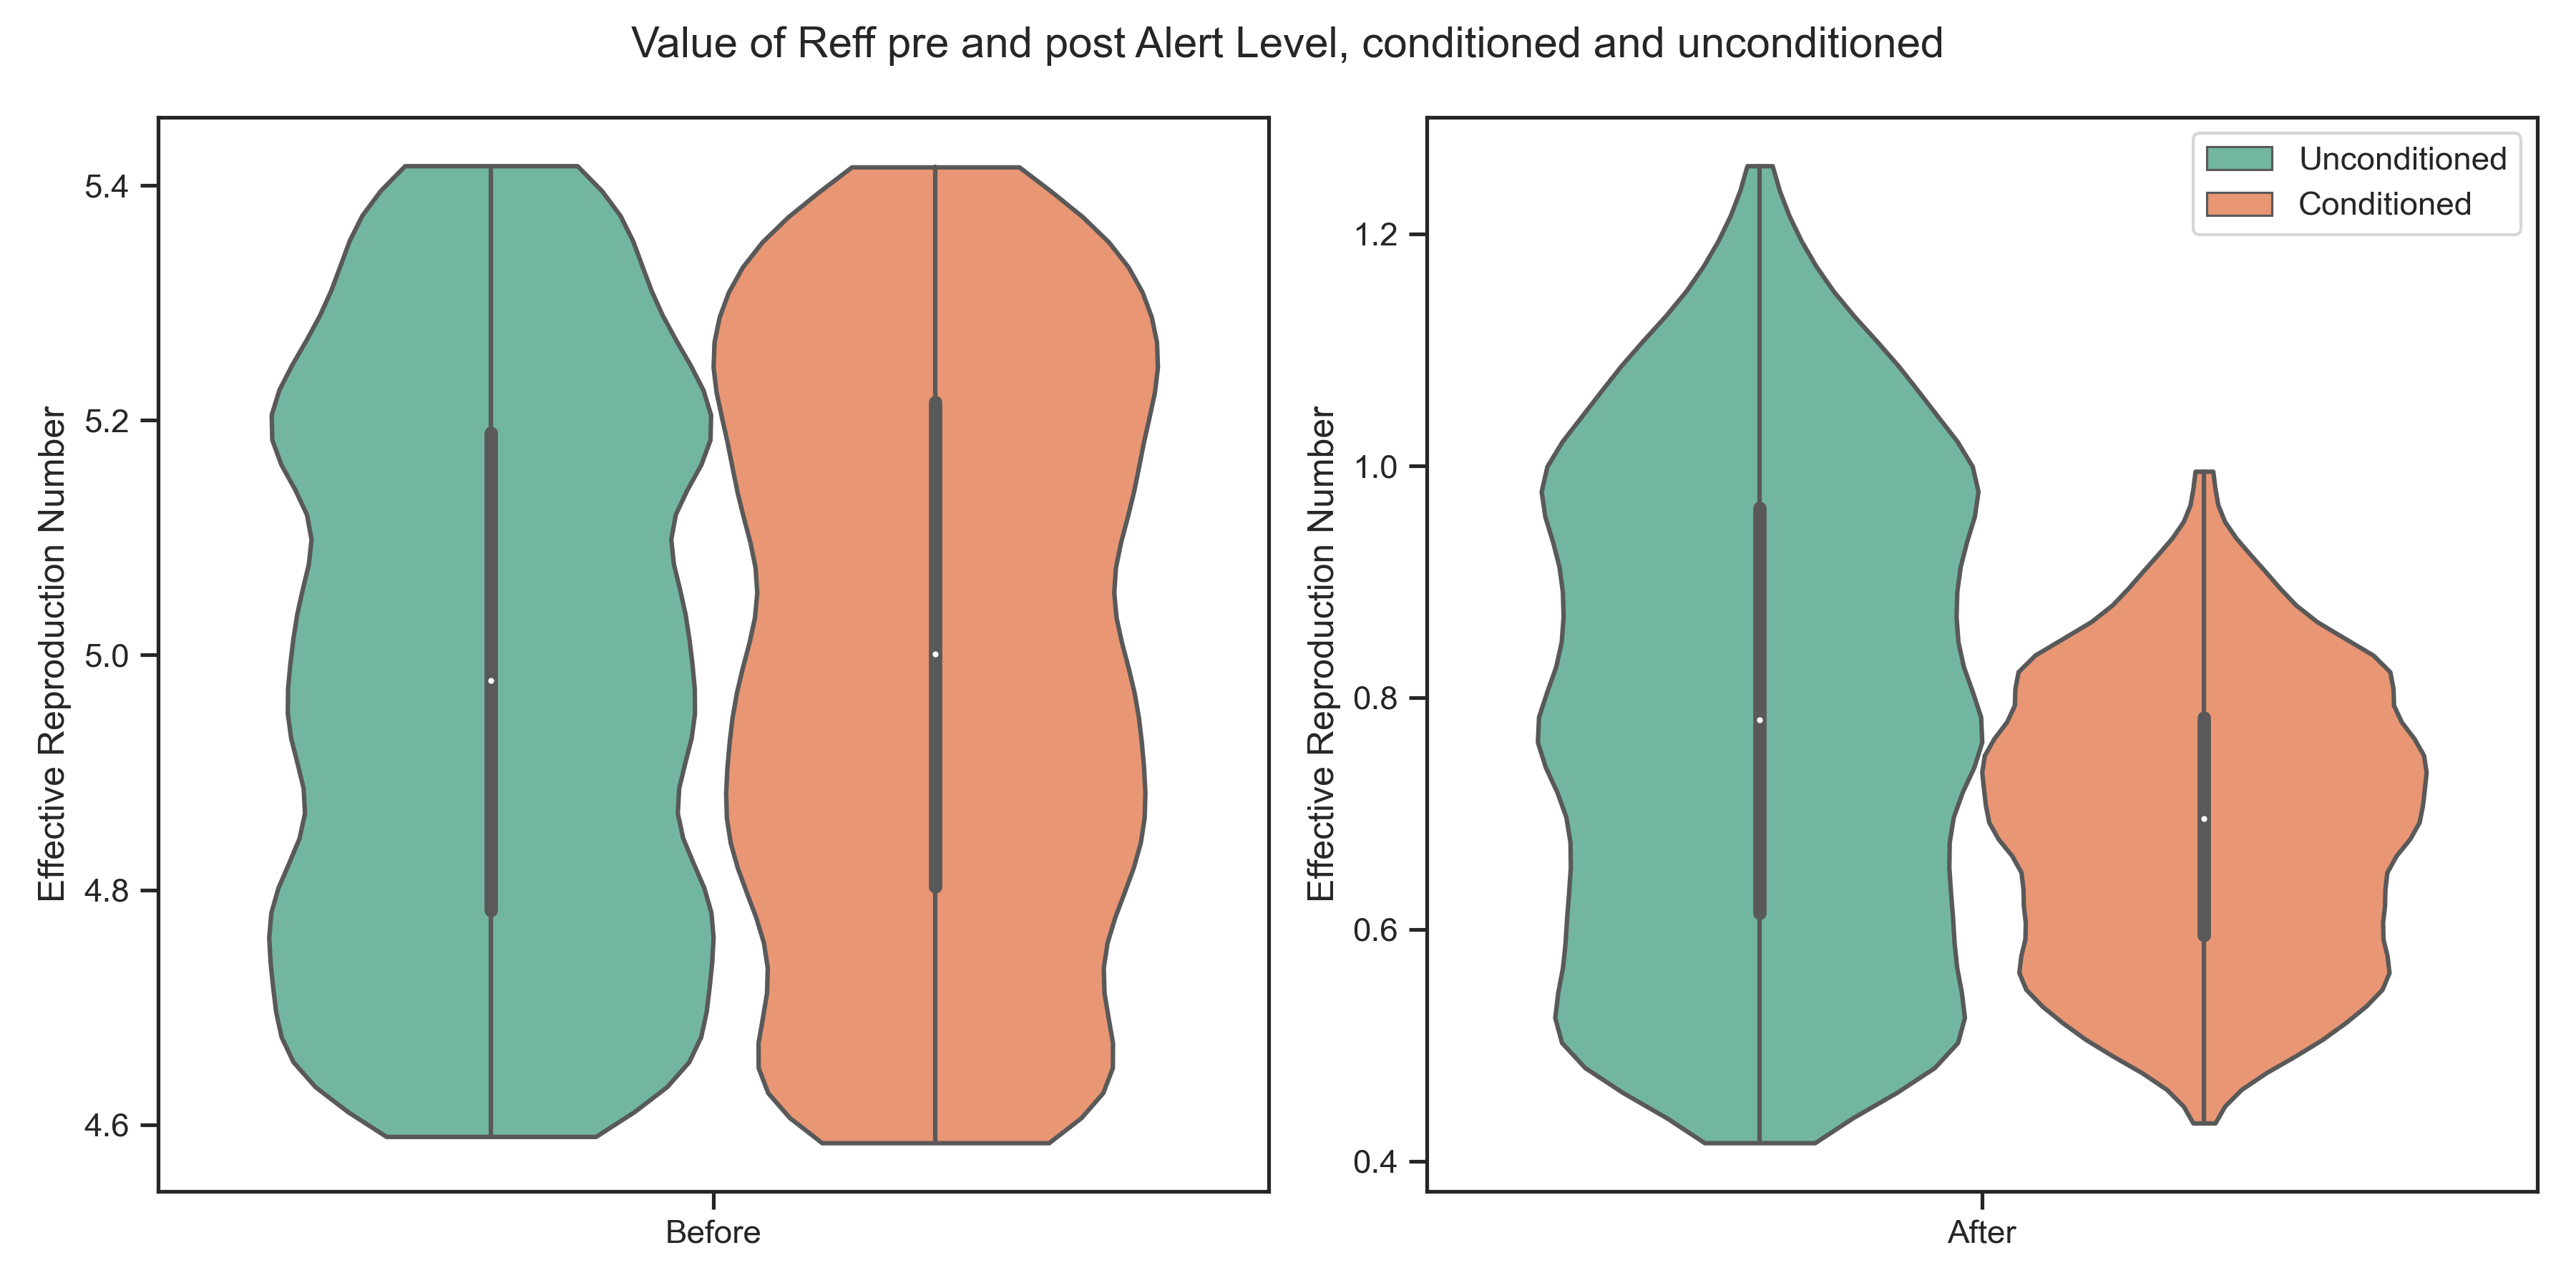 Value of Reff pre and post Alert Level, conditioned and unconditioned
Effective Reproduction Number
5.4
5.2
5.0
4.8
4.6
Before
Effective Reproduction Number
1.2
1.0
0.8
0.6
0.4
After
Unconditioned
Conditioned